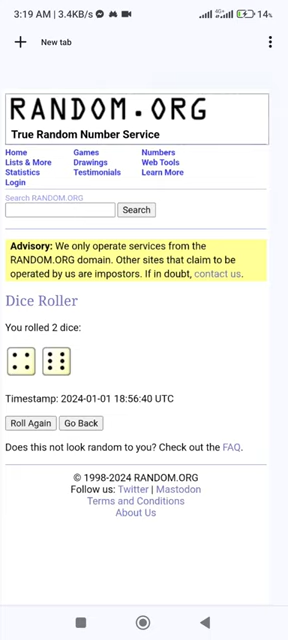 3:19 AM | 3.4KB/s 4G+ 14%
New tab
RANDOM.ORG
True Random Number Service
Home Games Numbers
Lists & More Drawings Web Tools
Statistics Testimonials Learn More
Login
Search RANDOM.ORG
Search
Advisory: We only operate services from the
RANDOM.ORG domain. Other sites that claim to be
operated by us are impostors. If in doubt, contact us.
Dice Roller
You rolled 2 dice:
Timestamp: 2024-01-01 18:56:40 UTC
Roll Again Go Back
Does this not look random to you? Check out the FAQ.
© 1998-2024 RANDOM.ORG
Follow us: Twitter | Mastodon
Terms and Conditions
About Us